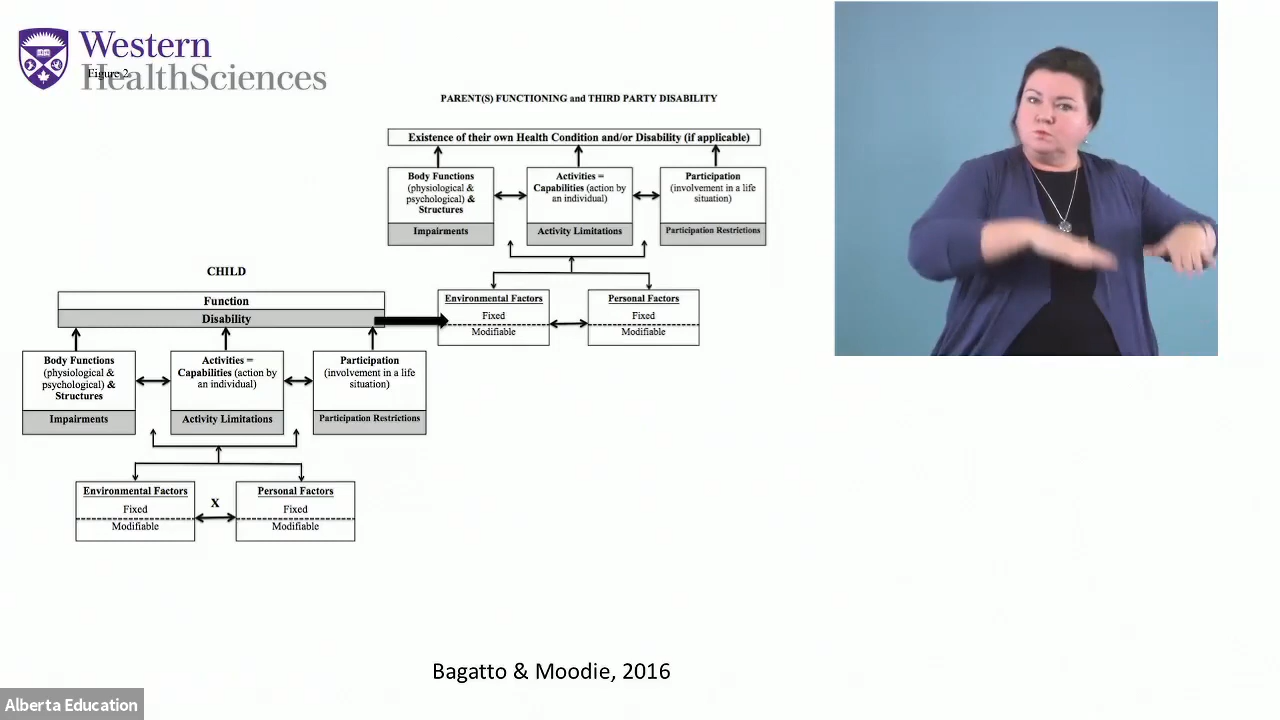 Western
HealthSciences
Figure 2
PARENT(S) FUNCTIONING and THIRD PARTY DISABILITY
Existence of their own Health Condition and/or Disability (if applicable)
Body Functions
(physiological &
psychological) &
Structures
Impairments
Activities =
Capabilities (action by
an individual)
Activity Limitations
Participation
(involvement in a life
situation)
Participation Restrictions
Environmental Factors
Fixed
Modifiable
Personal Factors
Fixed
Modifiable
CHILD
Function
Disability
Body Functions
(physiological &
psychological) &
Structures
Impairments
Activities =
Capabilities (action by
an individual)
Activity Limitations
Participation
(involvement in a life
situation)
Participation Restrictions
Environmental Factors
Fixed
Modifiable
X
Personal Factors
Fixed
Modifiable
Bagatto & Moodie, 2016
Alberta Education